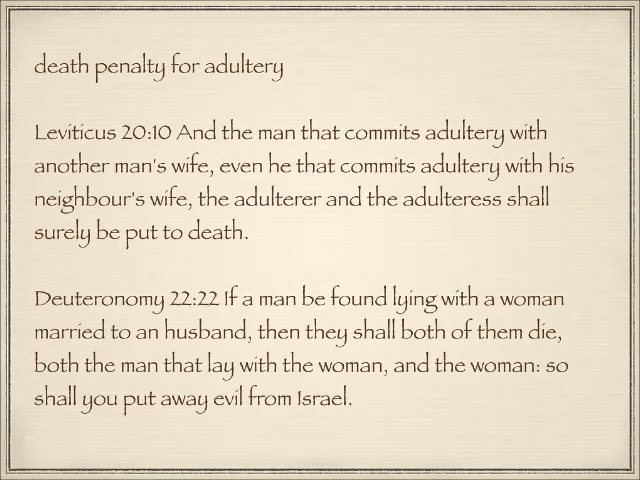 death penalty for adultery
Leviticus 20:10 And the man that commits adultery with
another man's wife, even he that commits adultery with his
neighbour's wife, the adulterer and the adulteress shall
surely be put to death.
Deuteronomy 22:22 If a man be found lying with a woman
married to an husband, then they shall both of them die,
both the man that lay with the woman, and the woman: so
shall you put away evil from Israel.